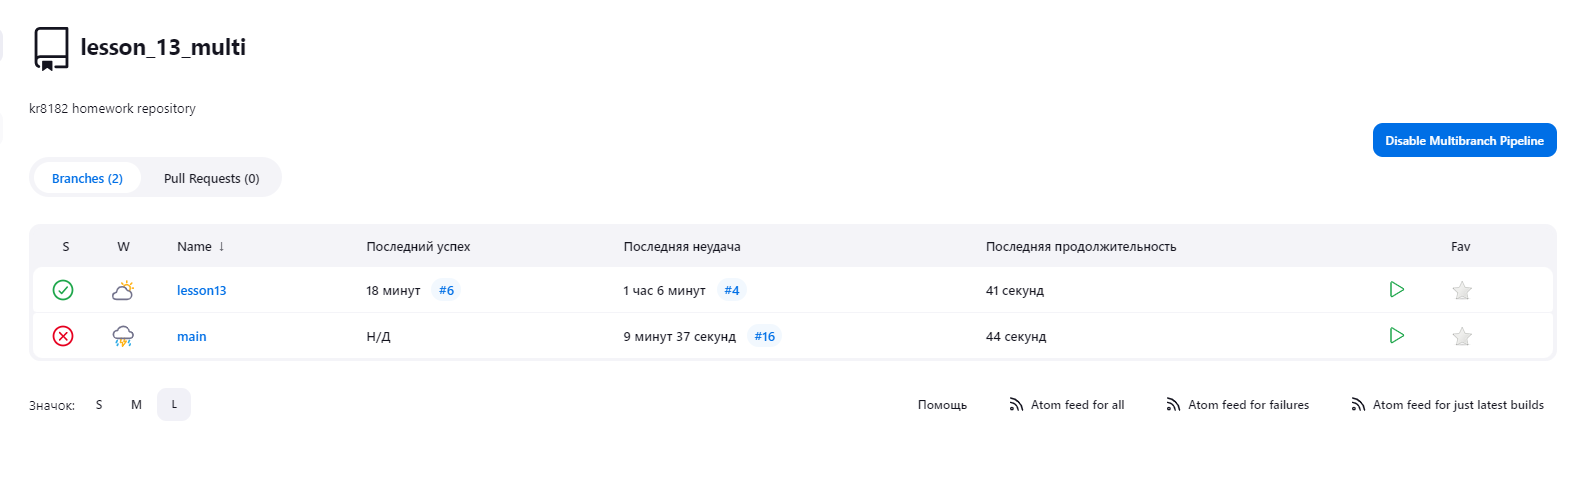 lesson_13_multi
kr8182 homework repository
Disable Multibranch Pipeline
Branches (2) Pull Requests (0)
S W Name ↓ Последний успех Последняя неудача Последняя продолжительность Fav
lesson13 18 минут #6 1 час 6 минут #4 41 секунд
main Н/Д 9 минут 37 секунд #16 44 секунд
Значок: S M L Помощь Atom feed for all Atom feed for failures Atom feed for just latest builds